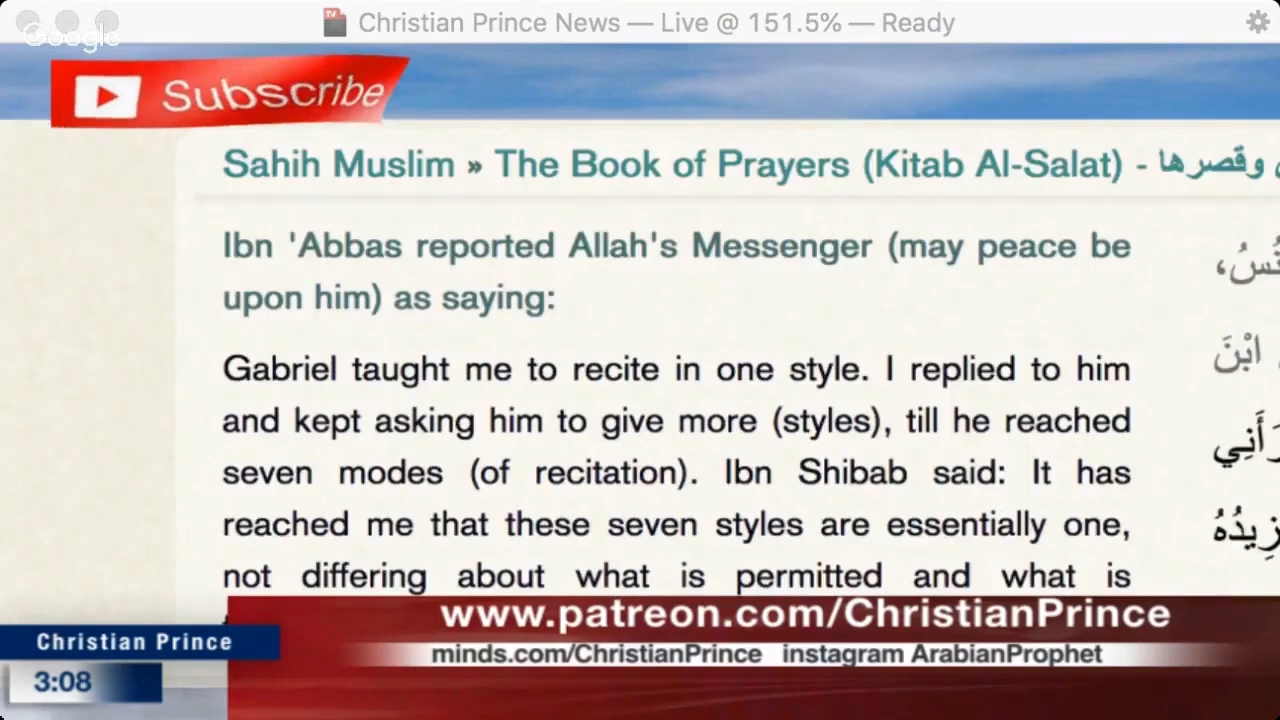 Christian Prince News — Live @ 151.5% — Ready
Google
TV
Subscribe
Sahih Muslim » The Book of Prayers (Kitab Al-Salat) - وقصرها
Ibn 'Abbas reported Allah's Messenger (may peace be
upon him) as saying:
Gabriel taught me to recite in one style. I replied to him
and kept asking him to give more (styles), till he reached
seven modes (of recitation). Ibn Shibab said: It has
reached me that these seven styles are essentially one,
not differing about what is permitted and what is
ابْنَ
www.patreon.com/ChristianPrince
Christian Prince
minds.com/ChristianPrince instagram ArabianProphet
3:08